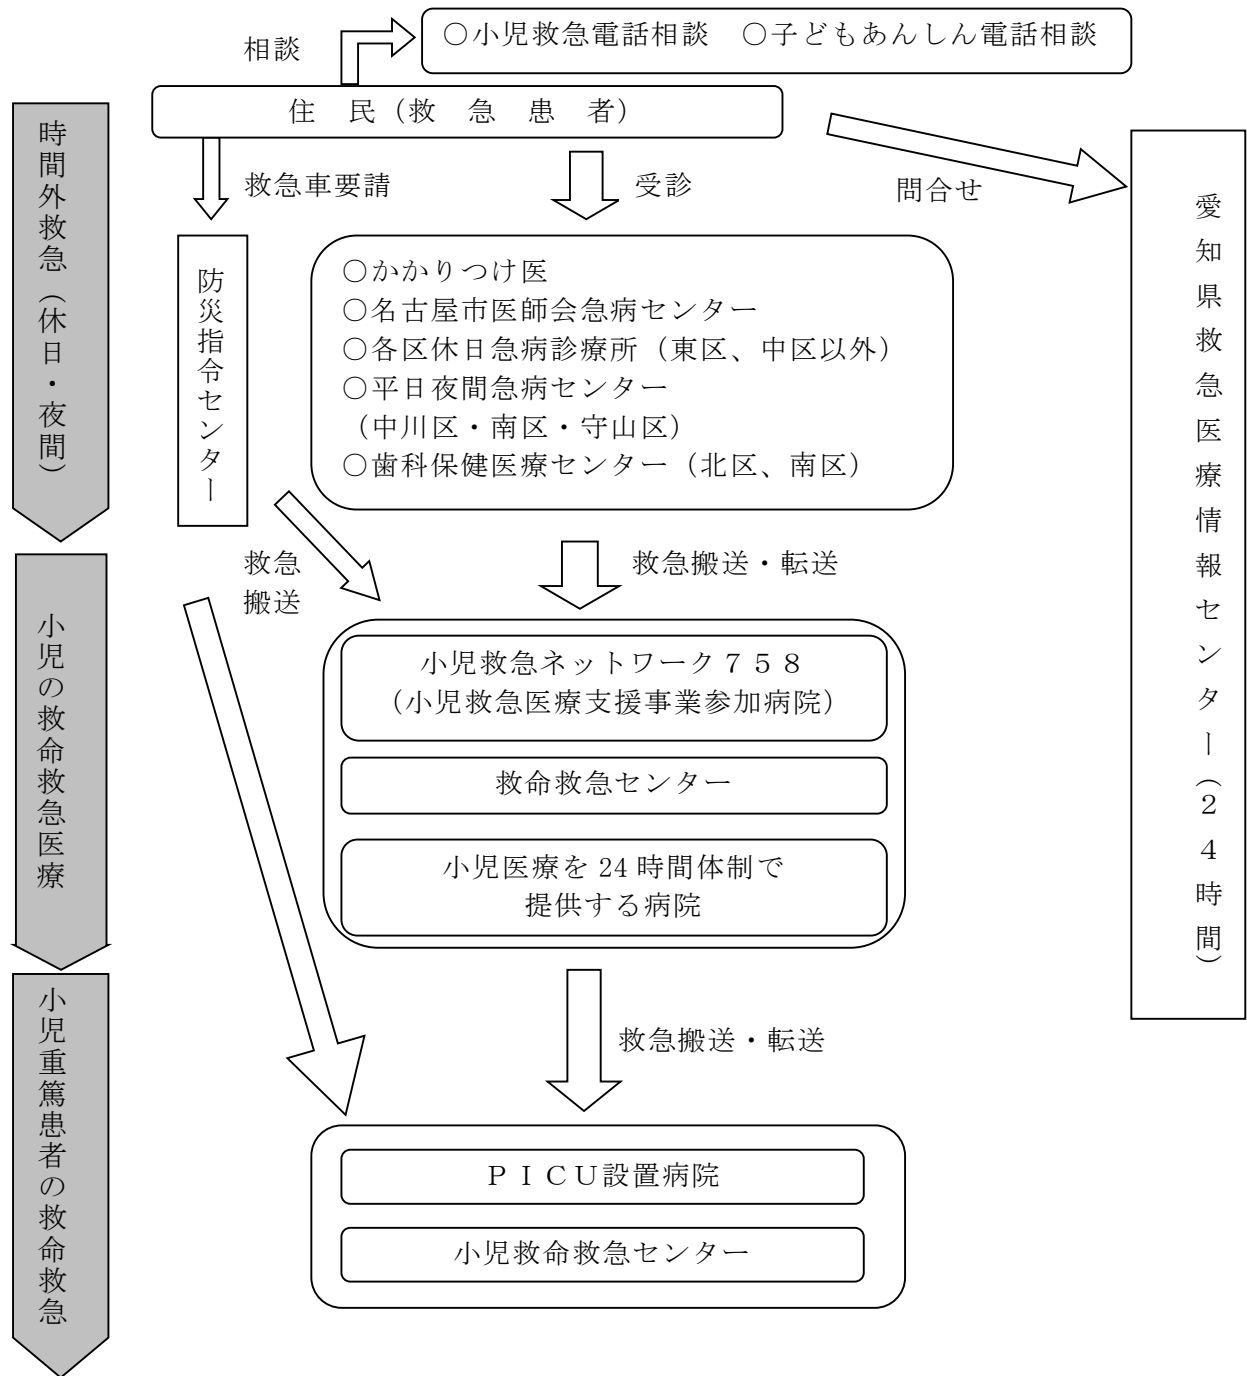 相談
○小児救急電話相談　○子どもあんしん電話相談
住　民（救　急　患　者）
時間外救急（休日・夜間）
救急車要請
受診
問合せ
防災指令センター
○かかりつけ医
○名古屋市医師会急病センター
○各区休日急病診療所（東区、中区以外）
○平日夜間急病センター
（中川区・南区・守山区）
○歯科保健医療センター（北区、南区）
愛知県救急医療情報センター（２４時間）
救急
搬送
救急搬送・転送
小児の救命救急医療
小児救急ネットワーク７５８
（小児救急医療支援事業参加病院）
救命救急センター
小児医療を 24 時間体制で
提供する病院
救急搬送・転送
小児重篤患者の救命救急
ＰＩＣＵ設置病院
小児救命救急センター